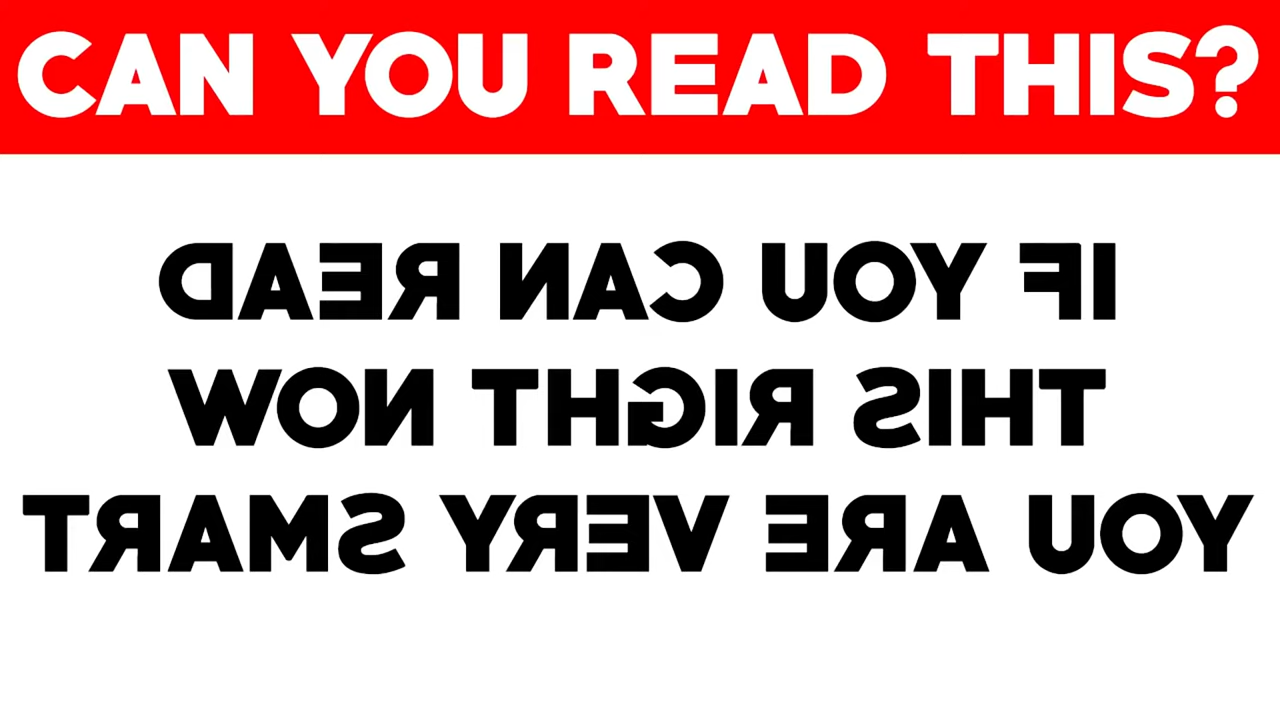 CAN YOU READ THIS?
IF YOU CAN READ
THIS RIGHT NOW
YOU ARE VERY SMART